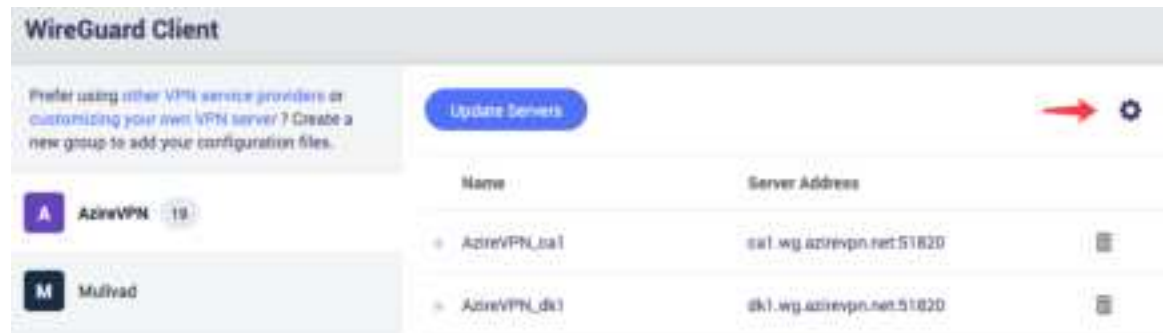 WireGuard Client
Prefer using other VPN service providers or
customizing your own VPN server ? Create a
new group to add your configuration files.
Update Servers
Name Server Address
A AzireVPN 19
AzireVPN_ca1 ca1.wg.azirevpn.net:51820
M Mullvad
AzireVPN_dk1 dk1.wg.azirevpn.net:51820